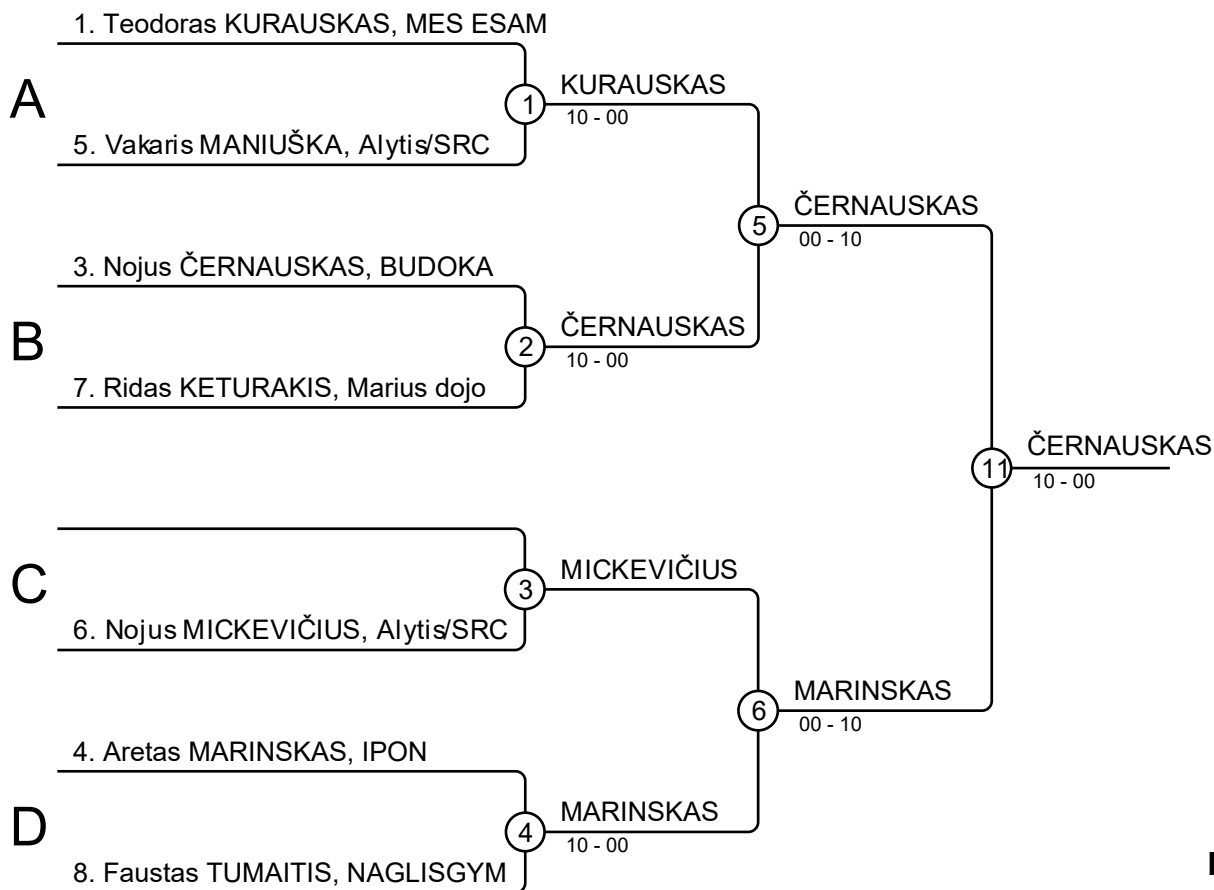 1. Teodoras KURAUSKAS, MES ESAM
A
1
KURAUSKAS
10 - 00
5. Vakaris MANIUŠKA, Alytis/SRC
5
ČERNAUSKAS
00 - 10
3. Nojus ČERNAUSKAS, BUDOKA
B
2
ČERNAUSKAS
10 - 00
7. Ridas KETURAKIS, Marius dojo
11
ČERNAUSKAS
10 - 00
C
3
MICKEVIČIUS
6. Nojus MICKEVIČIUS, Alytis/SRC
6
MARINSKAS
00 - 10
4. Aretas MARINSKAS, IPON
D
4
MARINSKAS
10 - 00
8. Faustas TUMAITIS, NAGLISGYM